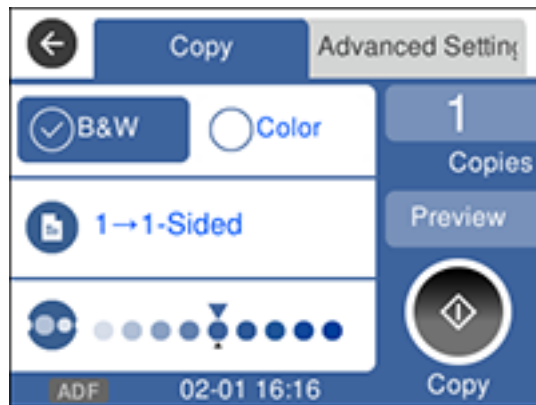 Copy
Advanced Setting
B&W
Color
1
Copies
1→1-Sided
Preview
ADF
02-01 16:16
Copy